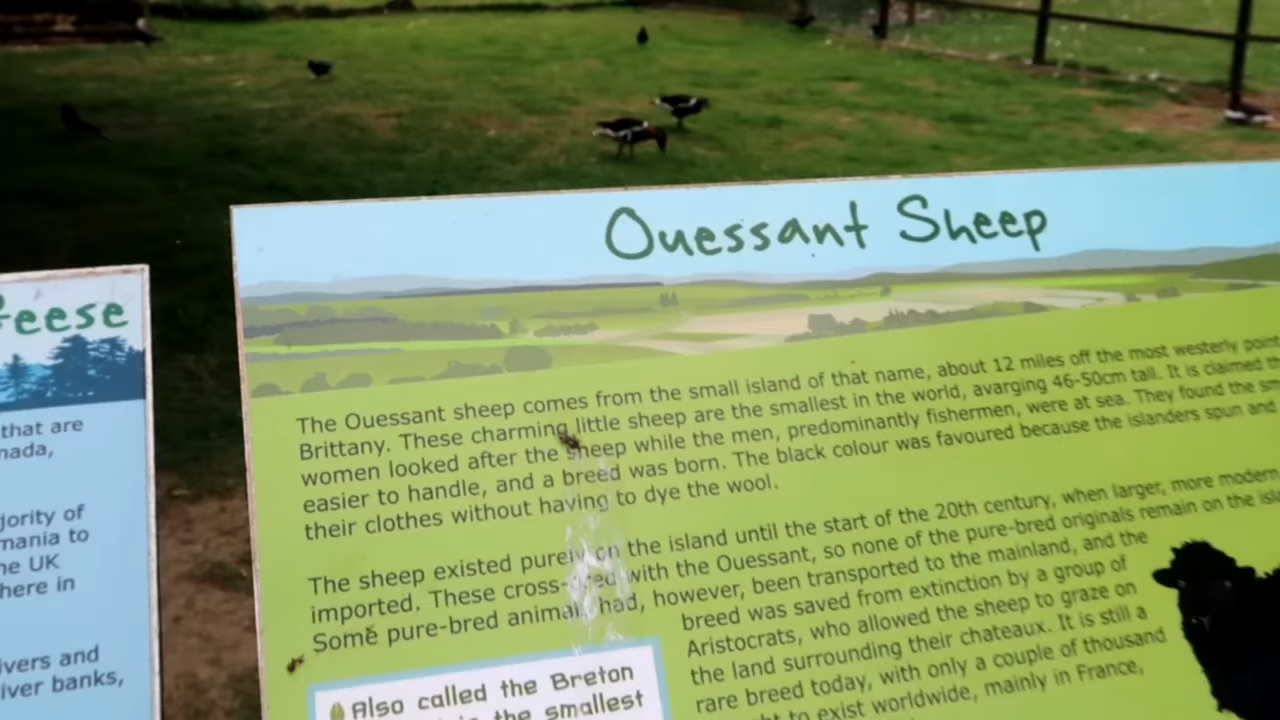 Ouessant Sheep
The Ouessant sheep comes from the small island of that name, about 12 miles off the most westerly point
Brittany. These charming little sheep are the smallest in the world, avarging 46-50cm tall. It is claimed
women looked after the sheep while the men, predominantly fishermen, were at sea. They found the
easier to handle, and a breed was born. The black colour was favoured because the islanders spun and
their clothes without having to dye the wool.
The sheep existed purely on the island until the start of the 20th century, when larger, more modern
imported. These cross-bred with the Ouessant, so none of the pure-bred originals remain on the
Some pure-bred animals had, however, been transported to the mainland, and the
breed was saved from extinction by a group of
Aristocrats, who allowed the sheep to graze on
the land surrounding their chateaux. It is still a
rare breed today, with only a couple of thousand
to exist worldwide, mainly in France,
Also called the Breton
the smallest
Geese
that are
jority of
mania to
he UK
here in
ivers and
iver banks,